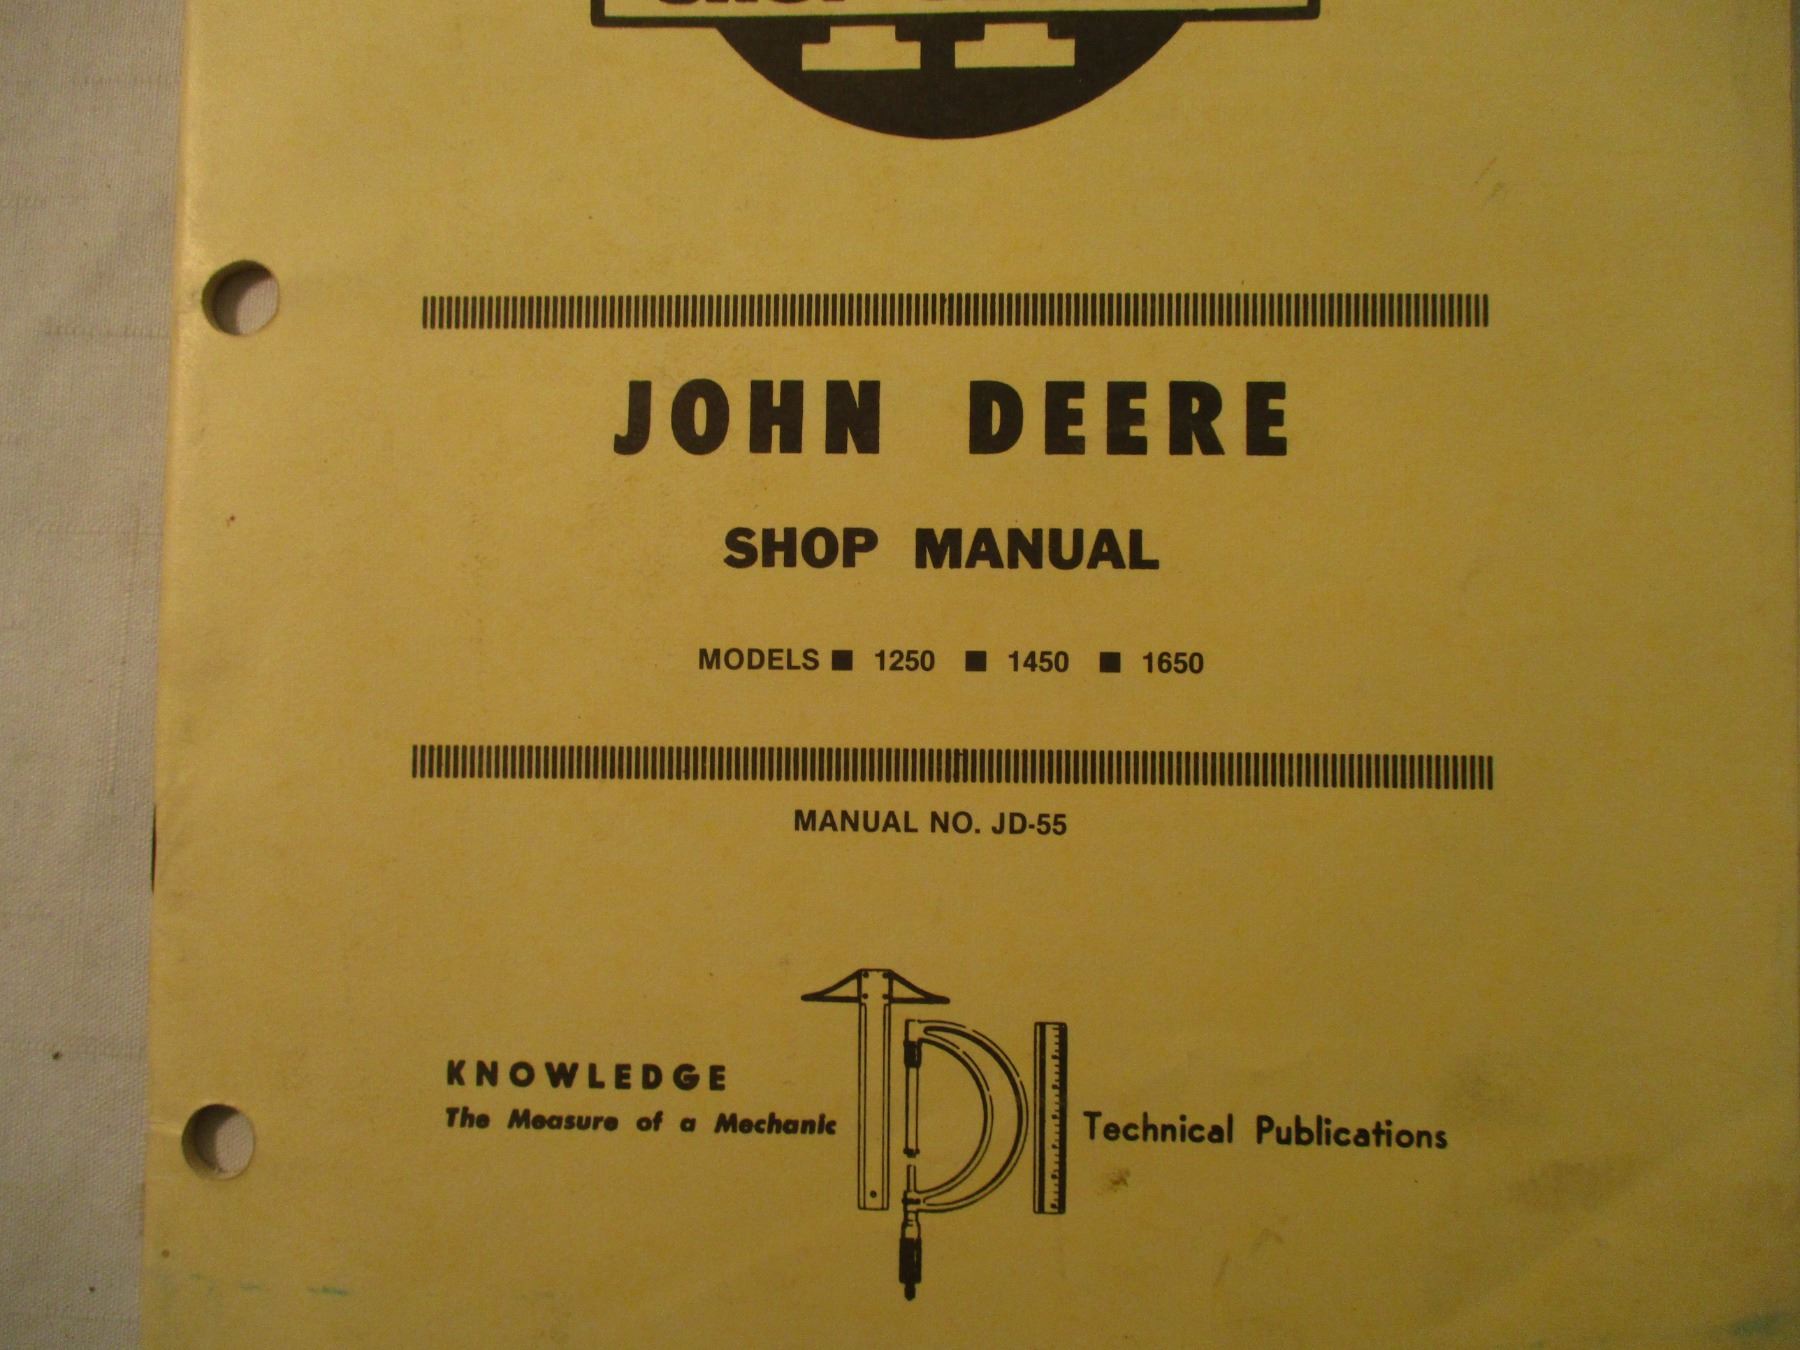 JOHN DEERE
SHOP MANUAL
MODELS ■ 1250 ■ 1450 ■ 1650
MANUAL NO. JD-55
KNOWLEDGE
The Measure of a Mechanic
Technical Publications